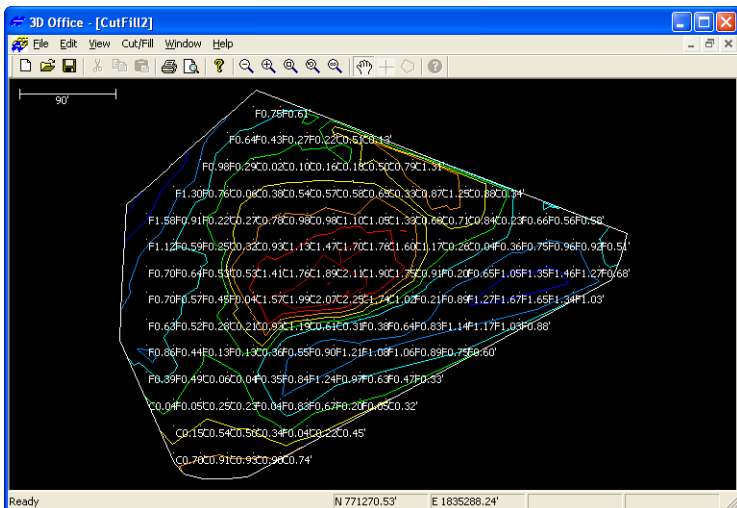 3D Office - [CutFill2]
File Edit View Cut/Fill Window Help
90'
F0.75F0.61'
F0.64F0.43F0.27F0.22C0.51C0.13'
F0.98F0.29C0.02C0.10C0.16C0.18C0.50C0.79C1.31'
F1.30F0.76C0.06C0.38C0.54C0.57C0.58C0.65C0.33C0.87C1.25C0.88C0.34'
F1.58F0.91F0.22C0.27C0.78C0.98C0.98C1.10C1.05C1.33C0.66C0.71C0.84C0.23F0.66F0.56F0.58'
F1.12F0.59F0.25C0.32C0.93C1.13C1.47C1.70C1.76C1.60C1.17C0.26C0.04F0.36F0.75F0.96F0.92F0.51'
F0.70F0.64F0.53C0.53C1.41C1.76C1.89C2.11C1.90C1.75C0.91F0.20F0.65F1.05F1.35F1.46F1.27F0.68'
F0.70F0.57F0.45F0.04C1.57C1.99C2.07C2.25C1.74C1.02F0.21F0.89F1.27F1.67F1.65F1.34F1.03'
F0.63F0.52F0.28C0.21C0.93C1.19C0.61C0.31F0.38F0.64F0.83F1.14F1.17F1.03F0.88'
F0.86F0.44F0.13F0.13C0.36F0.55F0.90F1.21F1.08F1.06F0.89F0.75F0.60'
F0.39F0.49C0.06C0.04F0.35F0.84F1.24F0.97F0.63F0.47F0.33'
C0.04F0.05C0.25C0.23F0.04F0.83F0.67F0.20F0.05C0.32'
C0.15C0.54C0.56C0.34F0.04C0.22C0.45'
C0.70C0.91C0.93C0.90C0.74'
Ready N 771270.53' E 1835288.24'